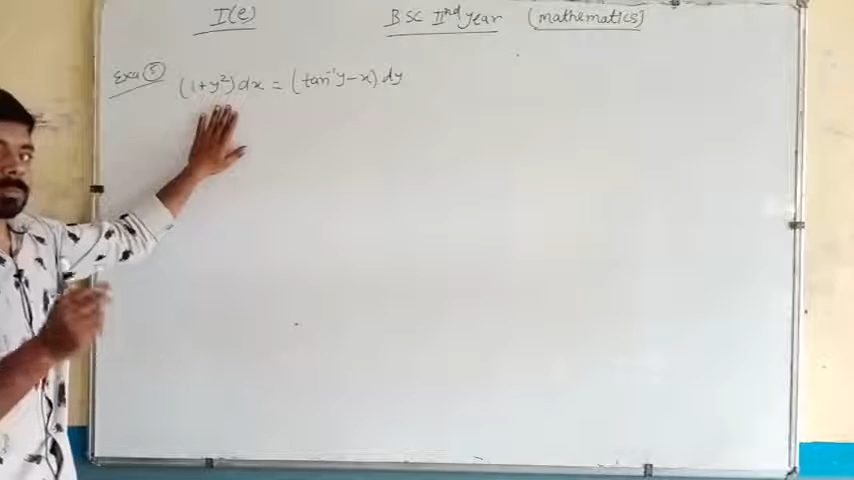 I(e) BSC IInd year (mathematics)
Exa (5) (1+y²)dx = (tan⁻¹y-x)dy